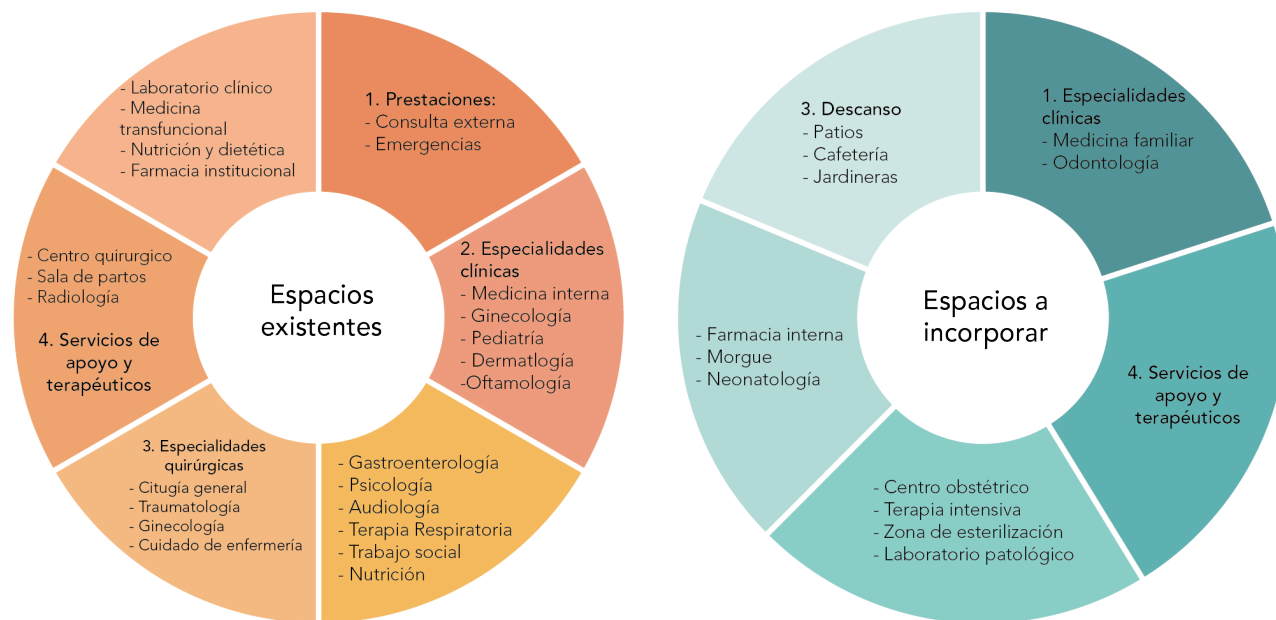 1. Prestaciones:
- Consulta externa
- Emergencias
2. Especialidades
clínicas
- Medicina interna
- Ginecología
- Pediatría
- Dermatlogía
-Oftamología
- Gastroenterología
- Psicología
- Audiología
- Terapia Respiratoria
- Trabajo social
- Nutrición
3. Especialidades
quirúrgicas
- Citugía general
- Traumatología
- Ginecología
- Cuidado de enfermería
- Centro quirurgico
- Sala de partos
- Radiología
4. Servicios de
apoyo y
terapéuticos
- Laboratorio clínico
- Medicina
transfuncional
- Nutrición y dietética
- Farmacia institucional
Espacios
existentes
1. Especialidades
clínicas
- Medicina familiar
- Odontología
4. Servicios de
apoyo y
terapéuticos
- Centro obstétrico
- Terapia intensiva
- Zona de esterilización
- Laboratorio patológico
- Farmacia interna
- Morgue
- Neonatología
3. Descanso
- Patios
- Cafetería
- Jardineras
Espacios a
incorporar